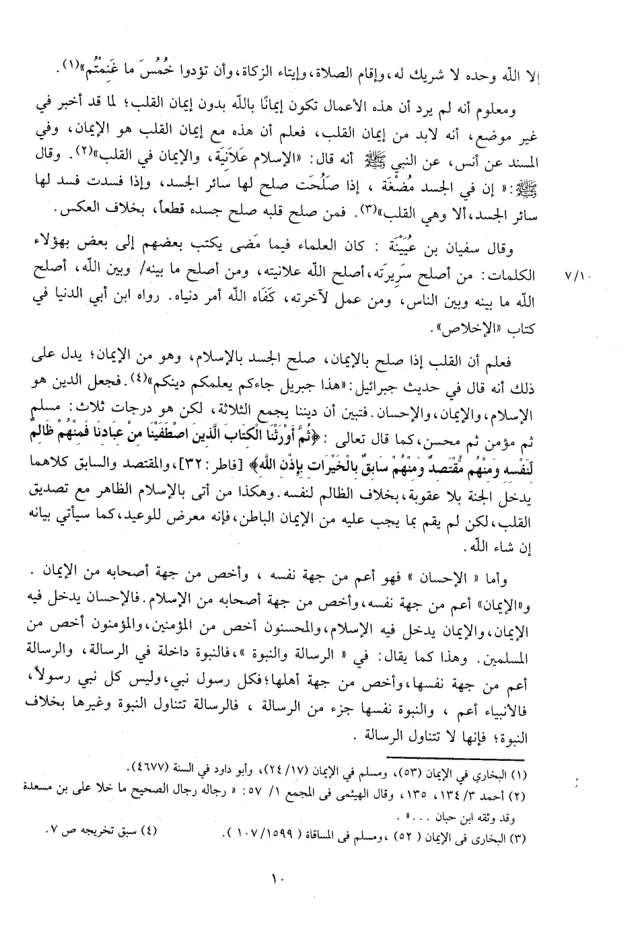 إلا الله وحده لا شريك له، وإقام الصلاة، وإيتاء الزكاة، وأن تؤدوا خُمُسَ ما غَنِمْتُم»(١).
ومعلوم أنه لم يرد أن هذه الأعمال تكون إيمانًا بالله بدون إيمان القلب؛ لما قد أخبر في
غير موضع، أنه لابد من إيمان القلب، فعلم أن هذه مع إيمان القلب هو الإيمان، وفي
المسند عن أنس، عن النبي ﷺ أنه قال: «الإسلام عَلَانِيَة، والإيمان في القلب»(٢). وقال
ﷺ: « إن في الجسد مُضْغَة ، إذا صَلُحَت صلح لها سائر الجسد، وإذا فسدت فسد لها
سائر الجسد، ألا وهي القلب»(٣). فمن صلح قلبه صلح جسده قطعاً، بخلاف العكس.
وقال سفيان بن عُيَيْنَة : كان العلماء فيما مَضى يكتب بعضهم إلى بعض بهؤلاء
الكلمات: من أصلح سَرِيرَته، أصلح الله علانيته، ومن أصلح ما بينه/ وبين الله، أصلح
٧/١٠
الله ما بينه وبين الناس، ومن عمل لآخرته، كَفَاه الله أمر دنياه. رواه ابن أبي الدنيا في
كتاب «الإخلاص».
فعلم أن القلب إذا صلح بالإيمان، صلح الجسد بالإسلام، وهو من الإيمان؛ يدل على
ذلك أنه قال في حديث جبرائيل: «هذا جبريل جاءكم يعلمكم دينكم»(٤). فجعل الدين هو
الإسلام، والإيمان، والإحسان. فتبين أن ديننا يجمع الثلاثة، لكن هو درجات ثلاث: مسلم
ثم مؤمن ثم محسن، كما قال تعالى : ﴿ثُمَّ أَوْرَثْنَا الْكِتَابَ الَّذِينَ اصْطَفَيْنَا مِنْ عِبَادِنَا فَمِنْهُمْ ظَالِمٌ
لِّنَفْسِهِ وَمِنْهُم مُّقْتَصِدٌ وَمِنْهُمْ سَابِقٌ بِالْخَيْرَاتِ بِإِذْنِ اللَّهِ﴾ [فاطر: ٣٢]، والمقتصد والسابق كلاهما
يدخل الجنة بلا عقوبة، بخلاف الظالم لنفسه. وهكذا من أتى بالإسلام الظاهر مع تصديق
القلب، لكن لم يقم بما يجب عليه من الإيمان الباطن، فإنه معرض للوعيد، كما سيأتي بيانه
إن شاء الله.
وأما « الإحسان » فهو أعم من جهة نفسه ، وأخص من جهة أصحابه من الإيمان .
و«الإيمان» أعم من جهة نفسه، وأخص من جهة أصحابه من الإسلام. فالإحسان يدخل فيه
الإيمان، والإيمان يدخل فيه الإسلام، والمحسنون أخص من المؤمنين، والمؤمنون أخص من
المسلمين. وهذا كما يقال: في « الرسالة والنبوة »، فالنبوة داخلة في الرسالة، والرسالة
أعم من جهة نفسها، وأخص من جهة أهلها؛ فكل رسول نبي، وليس كل نبي رسولاً،
فالأنبياء أعم ، والنبوة نفسها جزء من الرسالة ، فالرسالة تتناول النبوة وغيرها بخلاف
النبوة؛ فإنها لا تتناول الرسالة .
(١) البخاري في الإيمان (٥٣)، ومسلم في الإيمان (٢٤/١٧)، وأبو داود في السنة (٤٦٧٧).
(٢) أحمد ٣/ ١٣٤، ١٣٥، وقال الهيثمى فى المجمع ١/ ٥٧: « رجاله رجال الصحيح ما خلا على بن مسعدة
وقد وثقه ابن حبان ...» .
(٣) البخارى فى الإيمان (٥٢) ، ومسلم فى المساقاة (١٠٧/١٥٩٩ ). (٤) سبق تخريجه ص ٧.
١٠